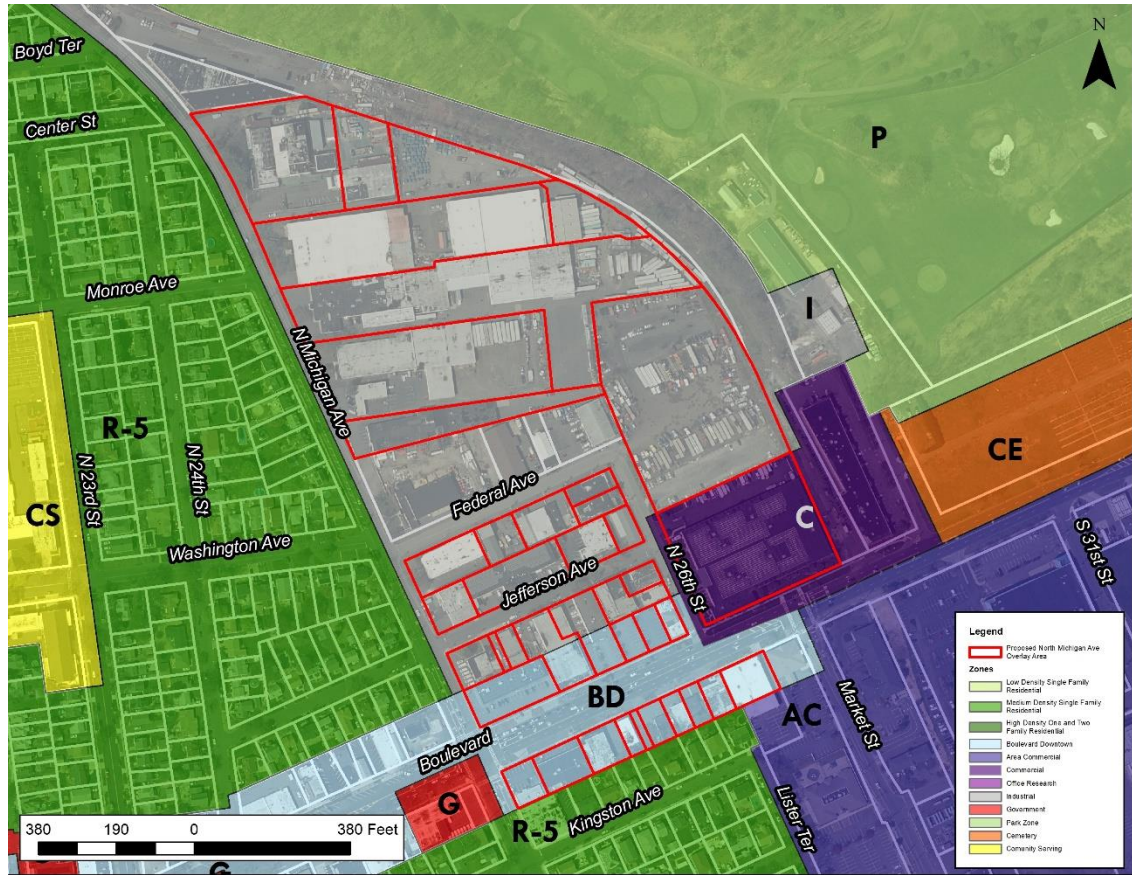 N
Boyd Ter
Center St
P
Monroe Ave
I
N Michigan Ave
R-5
N 23rd St
N 24th St
CS
CE
Federal Ave
C
Washington Ave
S 31st St
Jefferson Ave
N 26th St
BD
AC
Market St
Boulevard
G
Kingston Ave
R-5
Lister Ter
380 190 0 380 Feet
G
Legend
Proposed North Michigan Ave
Overlay Area
Zones
Low Density Single Family
Residential
Medium Density Single Family
Residential
High Density One and Two
Family Residential
Boulevard Downtown
Area Commercial
Commercial
Office Research
Industrial
Government
Park Zone
Cemetery
Comunity Serving